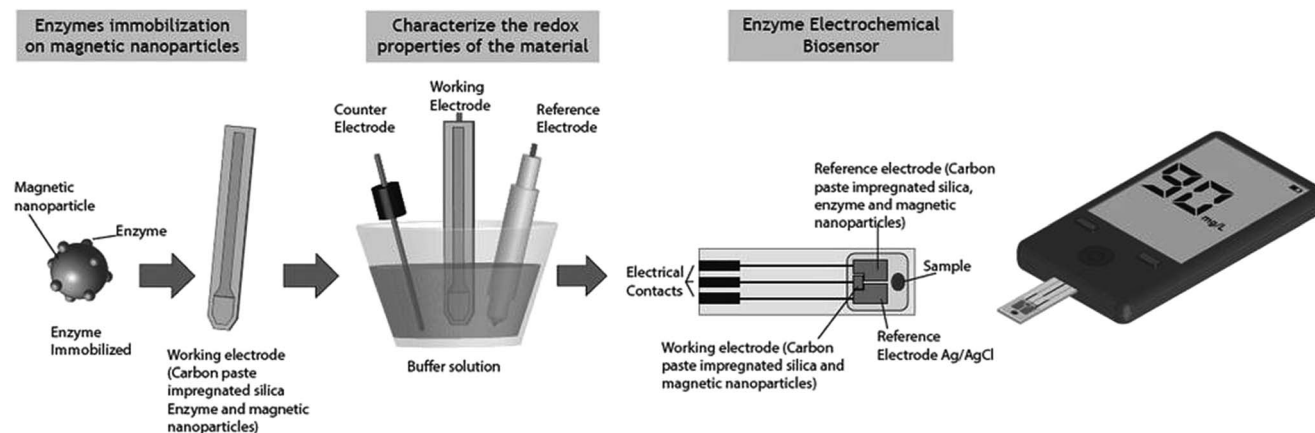 Enzymes immobilization
on magnetic nanoparticles
Characterize the redox
properties of the material
Enzyme Electrochemical
Biosensor
Magnetic
nanoparticle
Enzyme
Enzyme
Immobilized
Working electrode
(Carbon paste
impregnated silica
Enzyme and magnetic
nanoparticles)
Counter
Electrode
Working
Electrode
Reference
Electrode
Buffer solution
Electrical
Contacts
Reference electrode (Carbon
paste impregnated silica,
enzyme and magnetic
nanoparticles)
Sample
Reference
Electrode Ag/AgCl
Working electrode (Carbon
paste impregnated silica and
magnetic nanoparticles)
90
mg/L